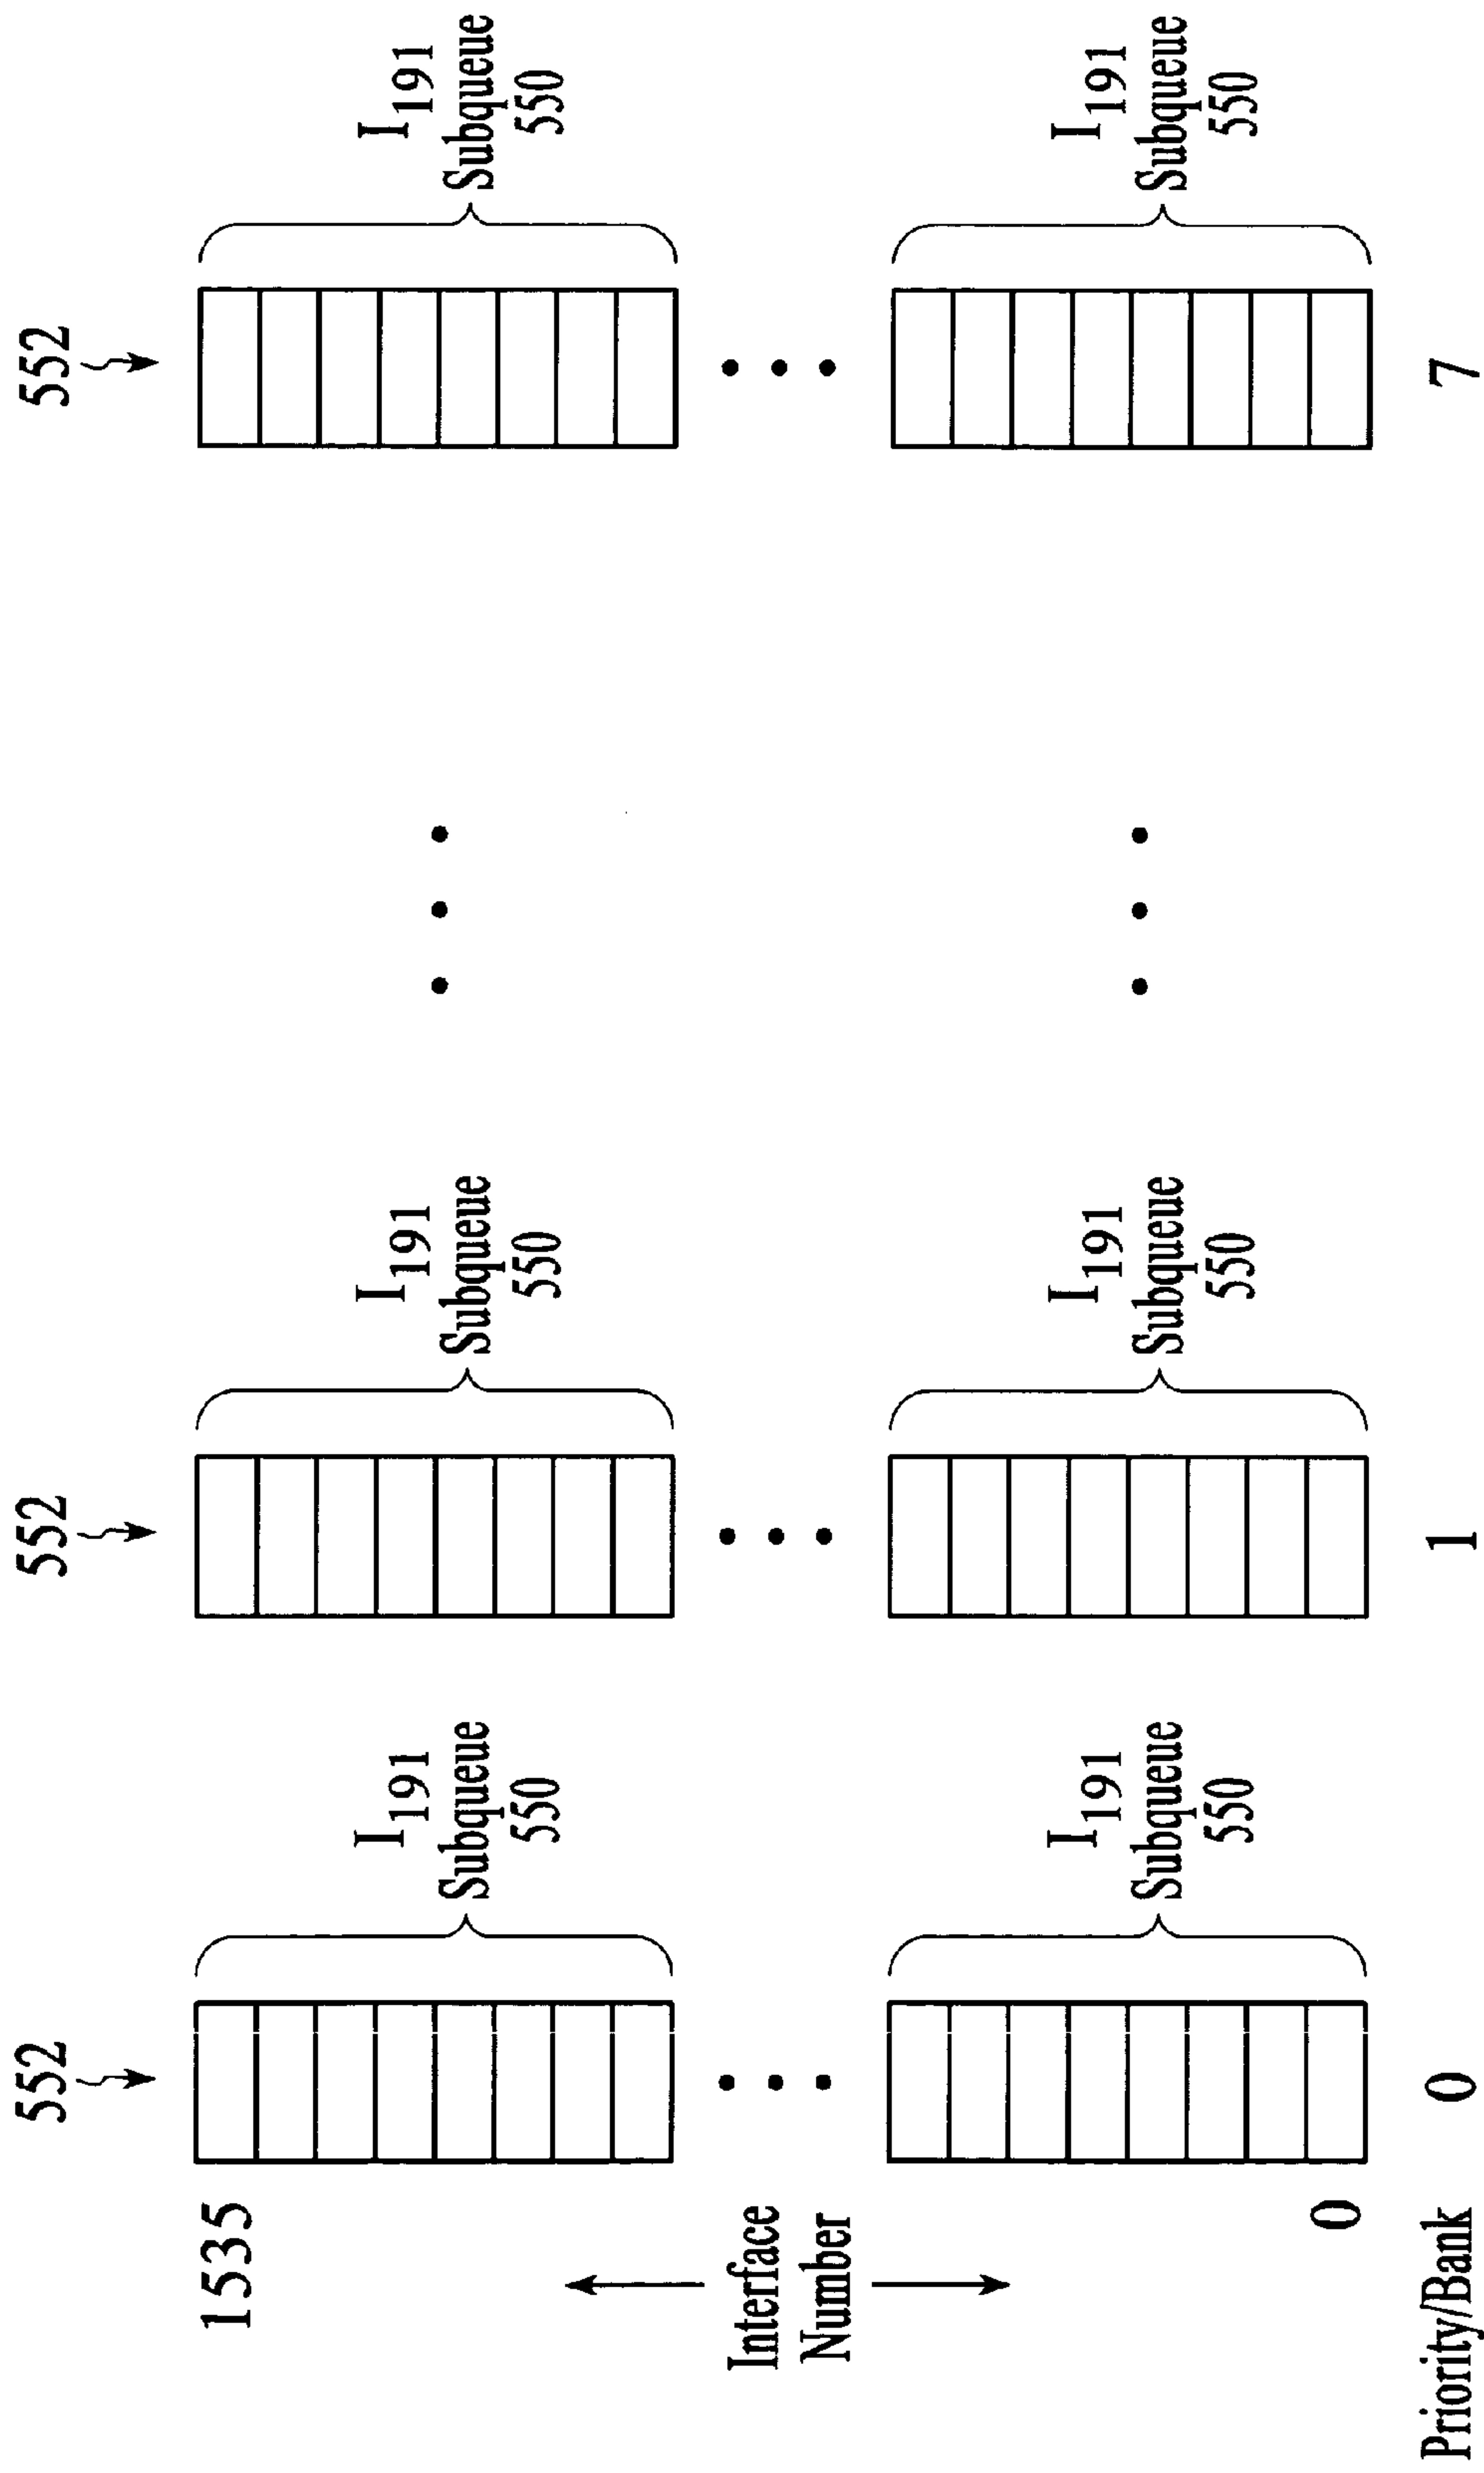 552 552 552
1535
I191 I191 I191
Subqueue Subqueue Subqueue
550 550 550
Interface
Number
I191 I191 I191
Subqueue Subqueue Subqueue
550 550 550
0
Priority/Bank 0 1 7